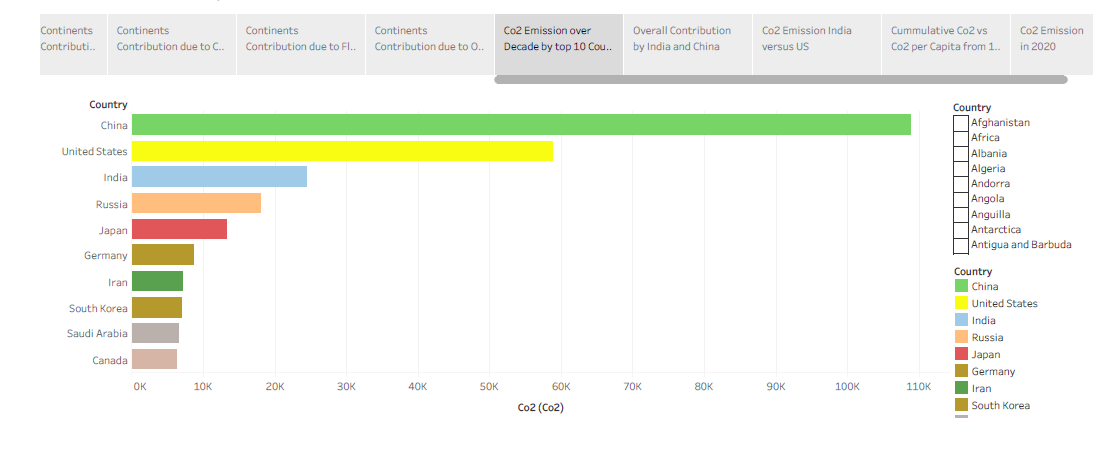 Continents
Contributi..
Continents
Contribution due to C..
Continents
Contribution due to Fl..
Continents
Contribution due to O..
Co2 Emission over
Decade by top 10 Cou..
Overall Contribution
by India and China
Co2 Emission India
versus US
Cummulative Co2 vs
Co2 per Capita from 1..
Co2 Emission
in 2020
Country
China
United States
India
Russia
Japan
Germany
Iran
South Korea
Saudi Arabia
Canada
0K 10K 20K 30K 40K 50K 60K 70K 80K 90K 100K 110K
Co2 (Co2)
Country
Afghanistan
Africa
Albania
Algeria
Andorra
Angola
Anguilla
Antarctica
Antigua and Barbuda
Country
China
United States
India
Russia
Japan
Germany
Iran
South Korea